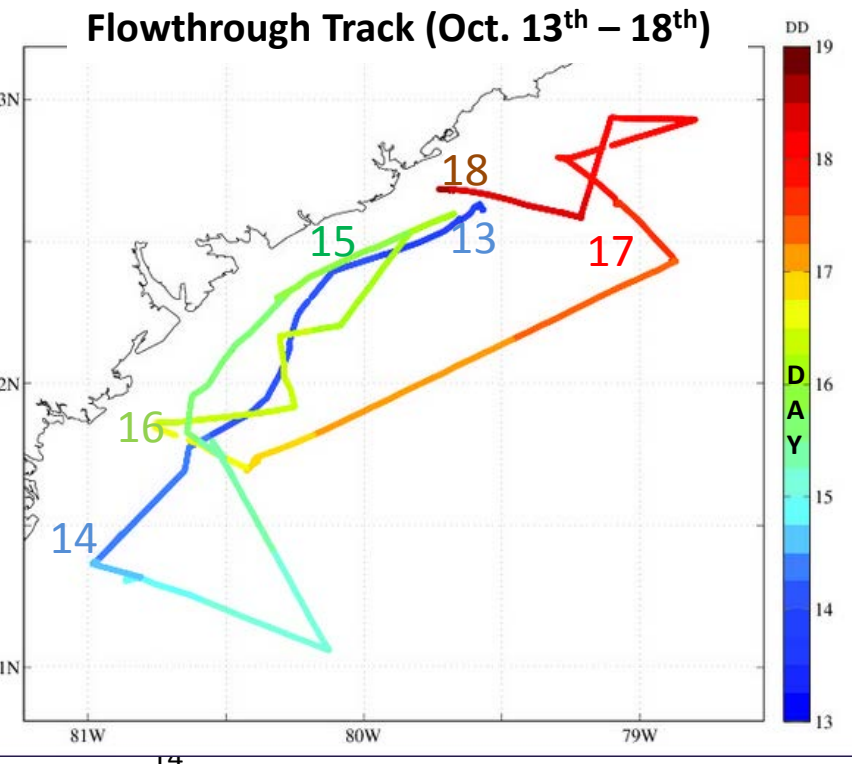 Flowthrough Track (Oct. 13th – 18th)
DD
19
3N
18
18
15
13
17
17
2N
D
16
A
16
Y
15
14
14
1N
13
81W
80W
79W